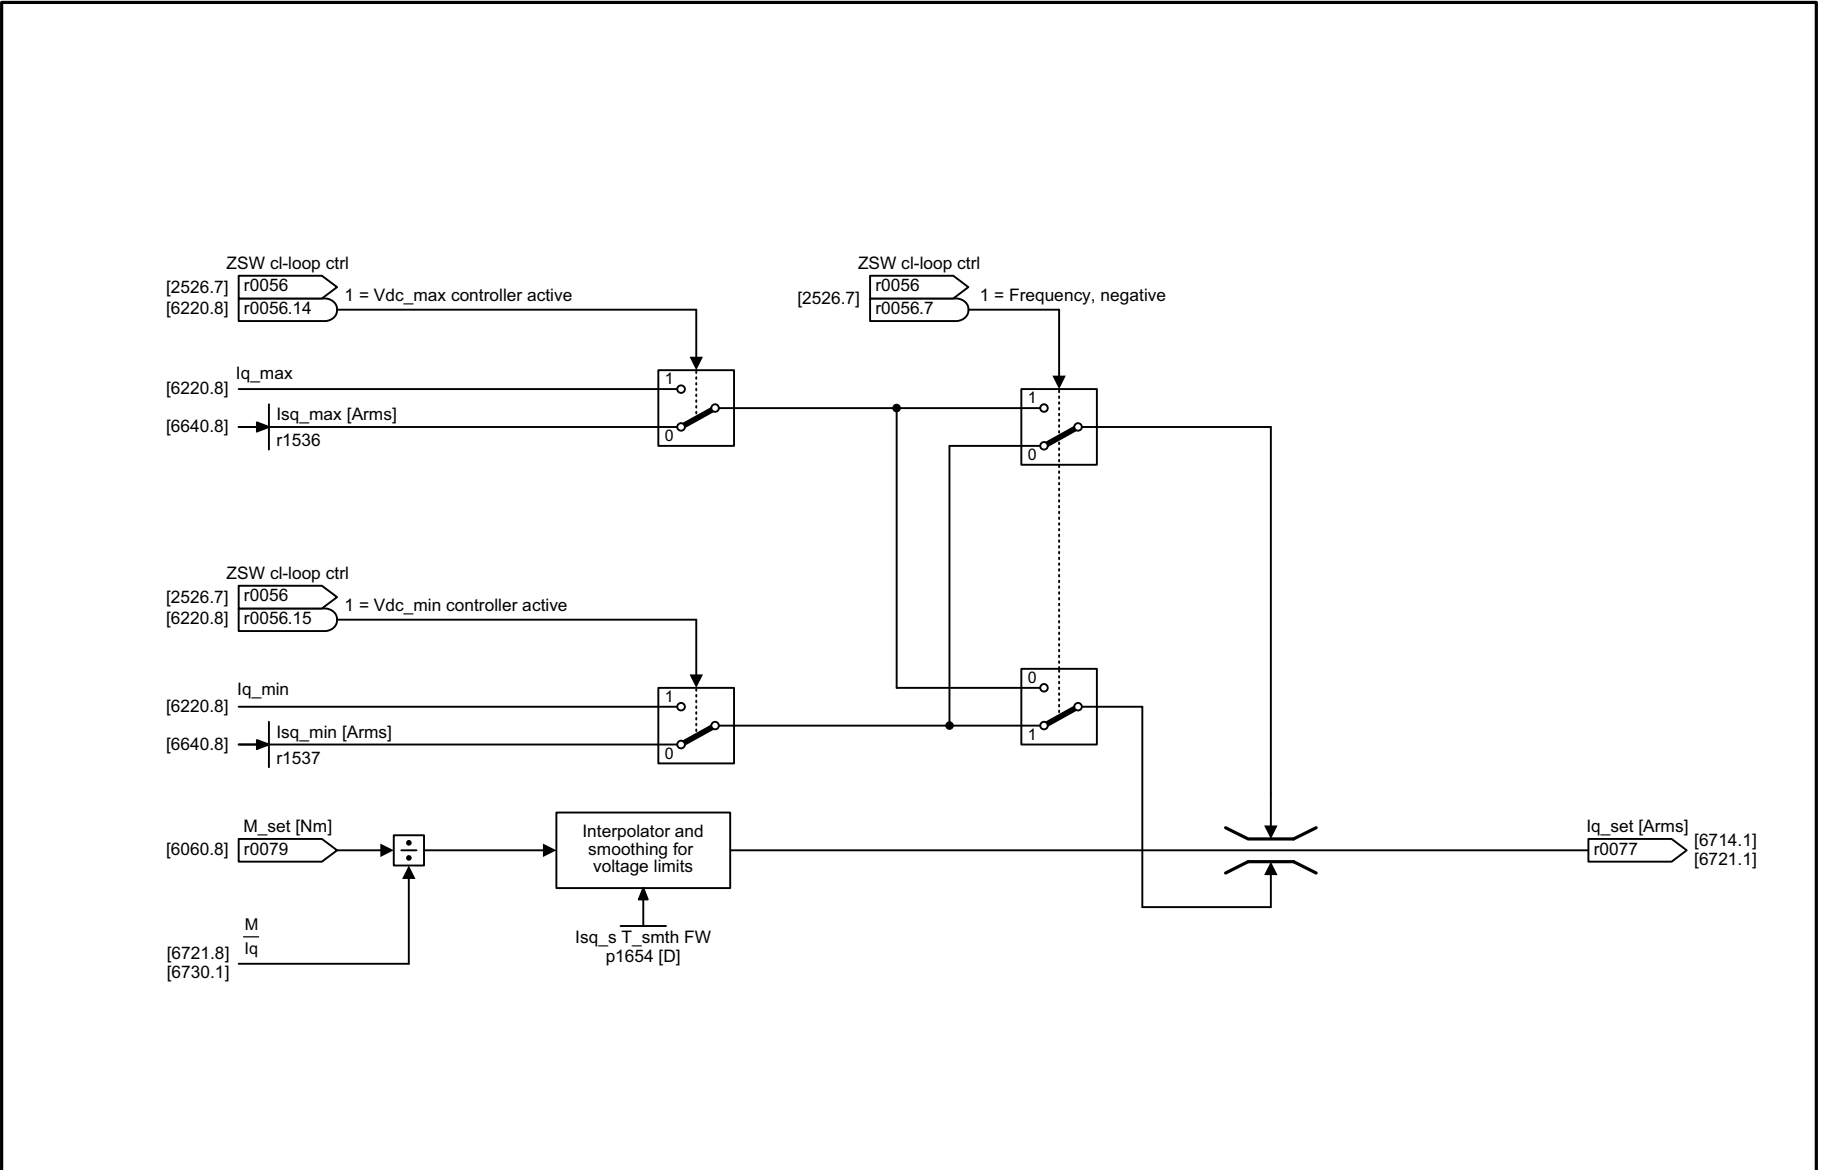 ZSW cl-loop ctrl
[2526.7] r0056
1 = Vdc_max controller active
[6220.8] r0056.14
ZSW cl-loop ctrl
r0056
[2526.7] 1 = Frequency, negative
r0056.7
Iq_max
[6220.8]
1
Isq_max [Arms]
[6640.8]
r1536
0
1
0
ZSW cl-loop ctrl
[2526.7] r0056
1 = Vdc_min controller active
[6220.8] r0056.15
Iq_min
[6220.8]
1
Isq_min [Arms]
[6640.8]
r1537
0
0
1
M_set [Nm]
[6060.8] r0079
÷
Interpolator and
smoothing for
voltage limits
Isq_s T_smth FW
p1654 [D]
M
Iq
[6721.8]
[6730.1]
Iq_set [Arms]
r0077
[6714.1]
[6721.1]